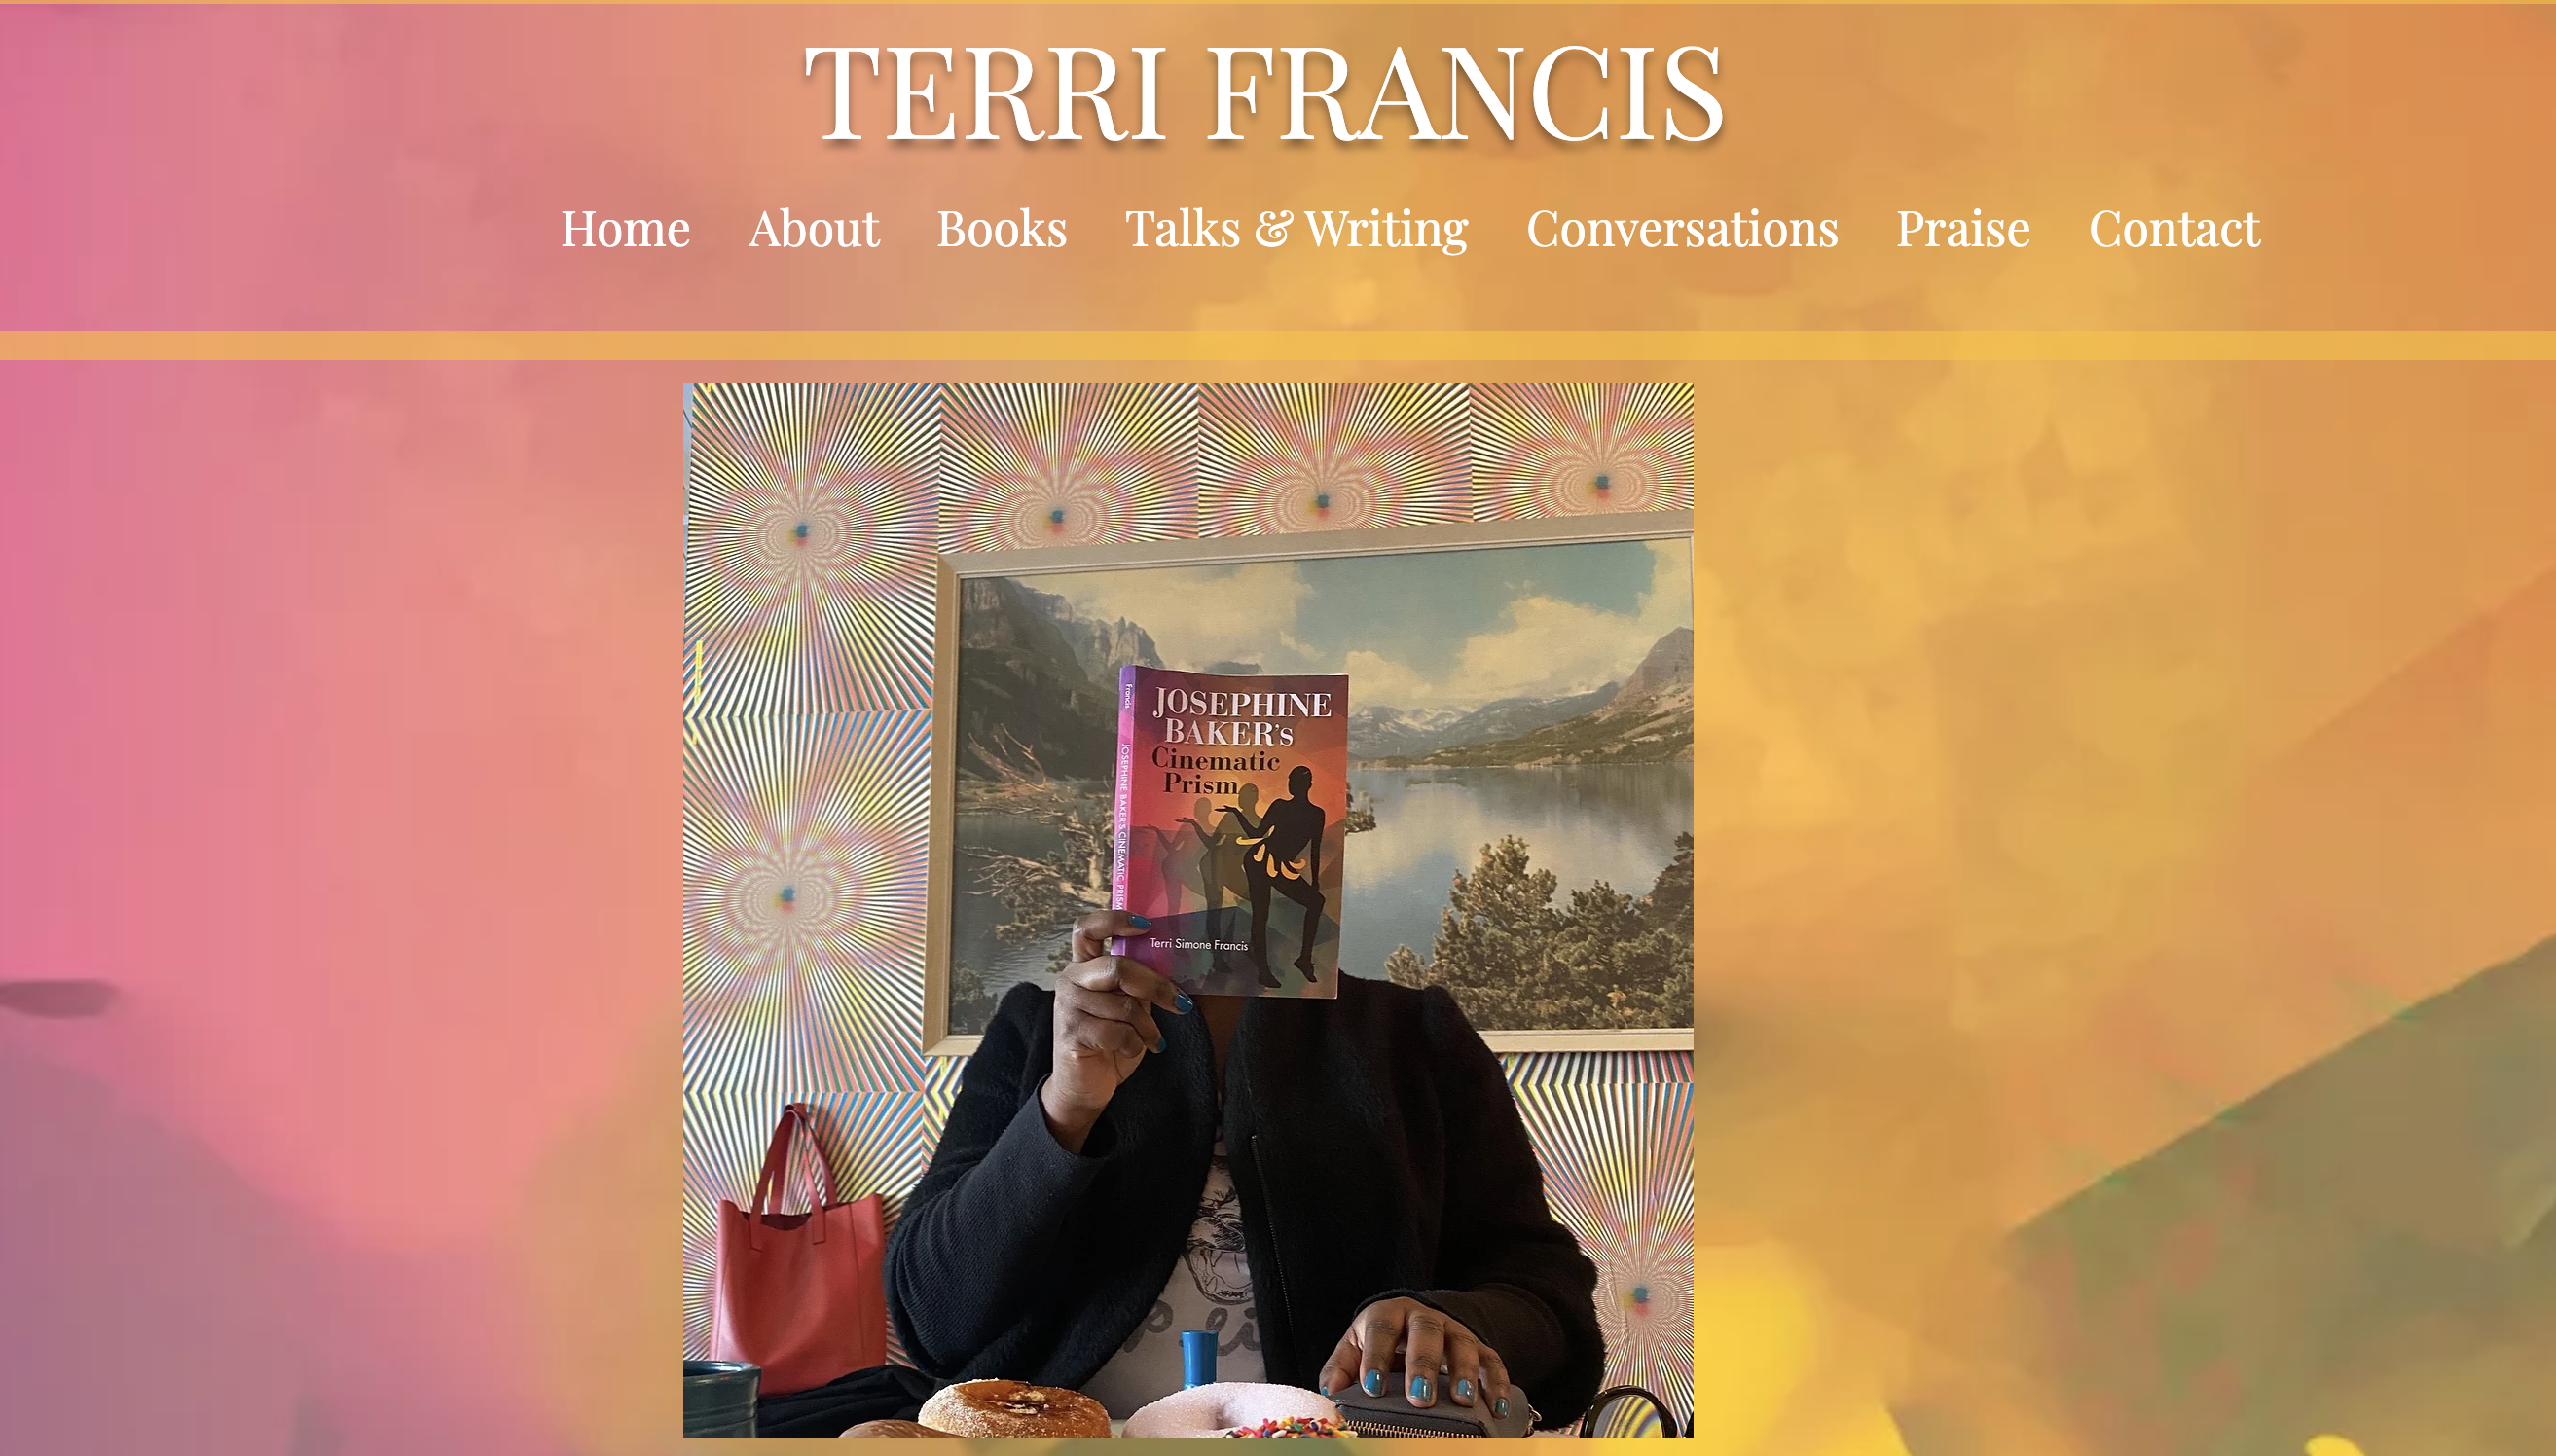 TERRI FRANCIS
Home About Books Talks & Writing Conversations Praise Contact
Francis
JOSEPHINE BAKER'S CINEMATIC PRISM
JOSEPHINE
BAKER's
Cinematic
Prism
Terri Simone Francis